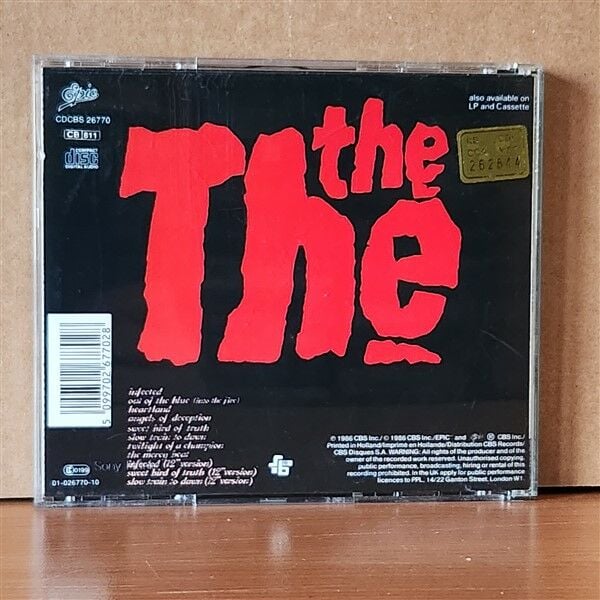 Epic
CDCBS 26770
CB 811
COMPACT
disc
DIGITAL AUDIO
also available on
LP and Cassette
262644
the
The
5 099702 677028
infected
out of the blue (into the fire)
heartland
angels of deception
sweet bird of truth
slow train to dawn
twilight of a champion
the mercy beat
infected (12" version)
sweet bird of truth (12" version)
slow train to dawn (12" version)
Sony
01-026770-10
℗ 1986 CBS Inc./ © 1986 CBS Inc./EPIC and ® CBS Inc./
Printed in Holland/Imprimé en Hollande/Distribution CBS Records/
CBS Disques S.A. WARNING: All rights of the producer and of the
owner of the recorded work reserved. Unauthorised copying,
public performance, broadcasting, hiring or rental of this
recording prohibited. In the UK apply for public performance
licences to PPL, 14/22 Ganton Street, London W1.